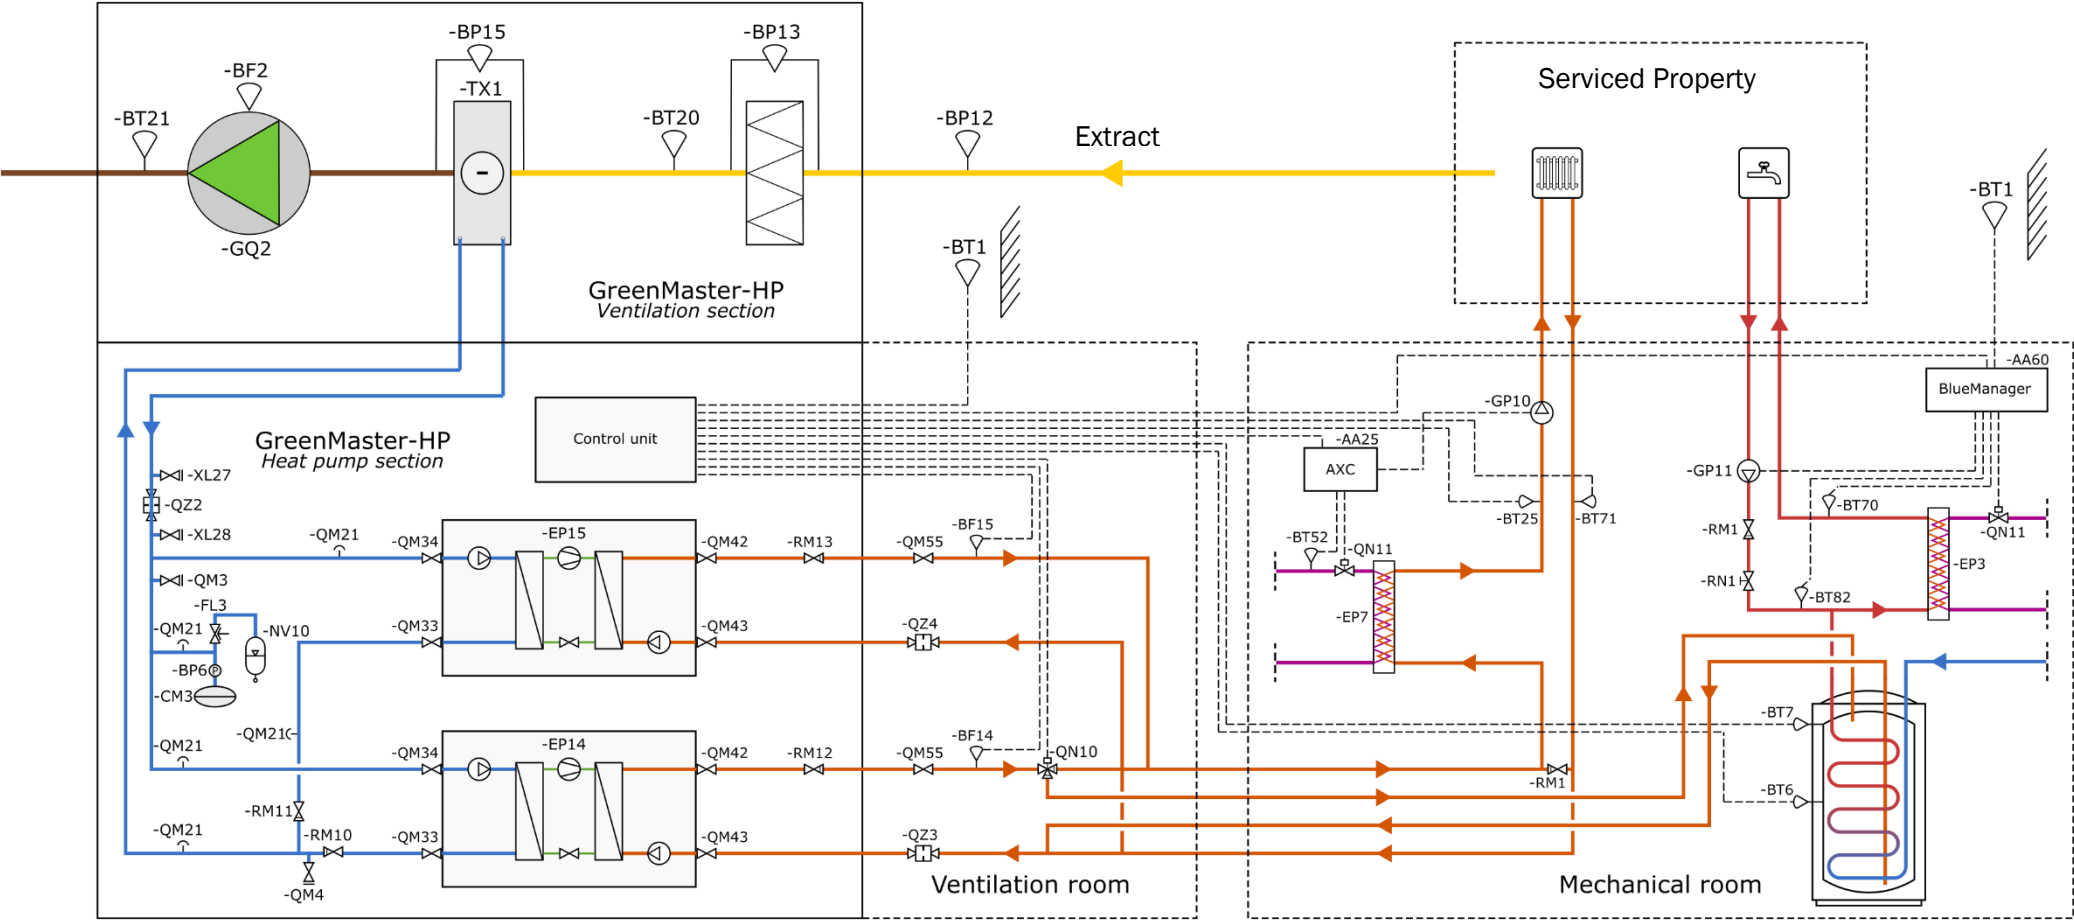 -BP15
-BP13
Serviced Property
-BF2
-TX1
-BT21
-BT20
-BP12
Extract
-BT1
-GQ2
-BT1
GreenMaster-HP
Ventilation section
-AA60
BlueManager
-GP10
Control unit
GreenMaster-HP
Heat pump section
-AA25
AXC
-XL27
-GP11
-QZ2
-BT70
-BT25
-BT71
-XL28
-QM21
-QM34
-EP15
-QM42
-RM13
-QM55
-BF15
-RM1
-QN11
-BT52
-QN11
-EP3
-QM3
-RN1
-BT82
-FL3
-EP7
-QM21
-NV10
-QM33
-QM43
-QZ4
-BP6
P
-CM3
-BT7
-QM21
-QM21
-QM34
-EP14
-QM42
-RM12
-QM55
-BF14
-QN10
-RM1
-BT6
-RM11
-QM21
-RM10
-QM33
-QM43
-QZ3
-QM4
Ventilation room
Mechanical room